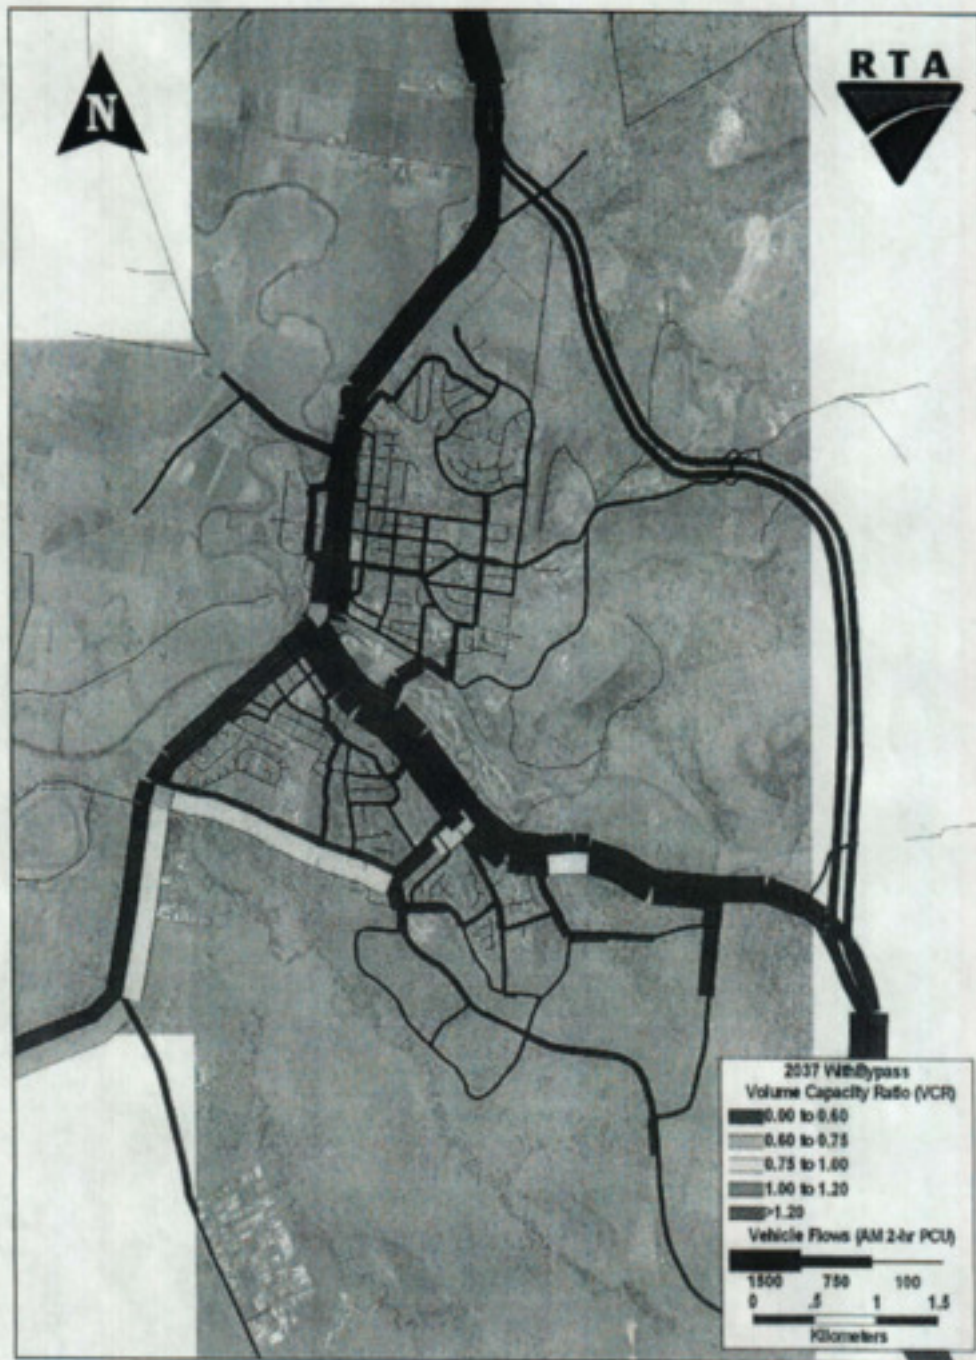 N
RTA
2037 WithBypass
Volume Capacity Ratio (VCR)
0.00 to 0.60
0.60 to 0.75
0.75 to 1.00
1.00 to 1.20
>1.20
Vehicle Flows (AM 2-hr PCU)
1500 750 100
0 .5 1 1.5
Kilometers